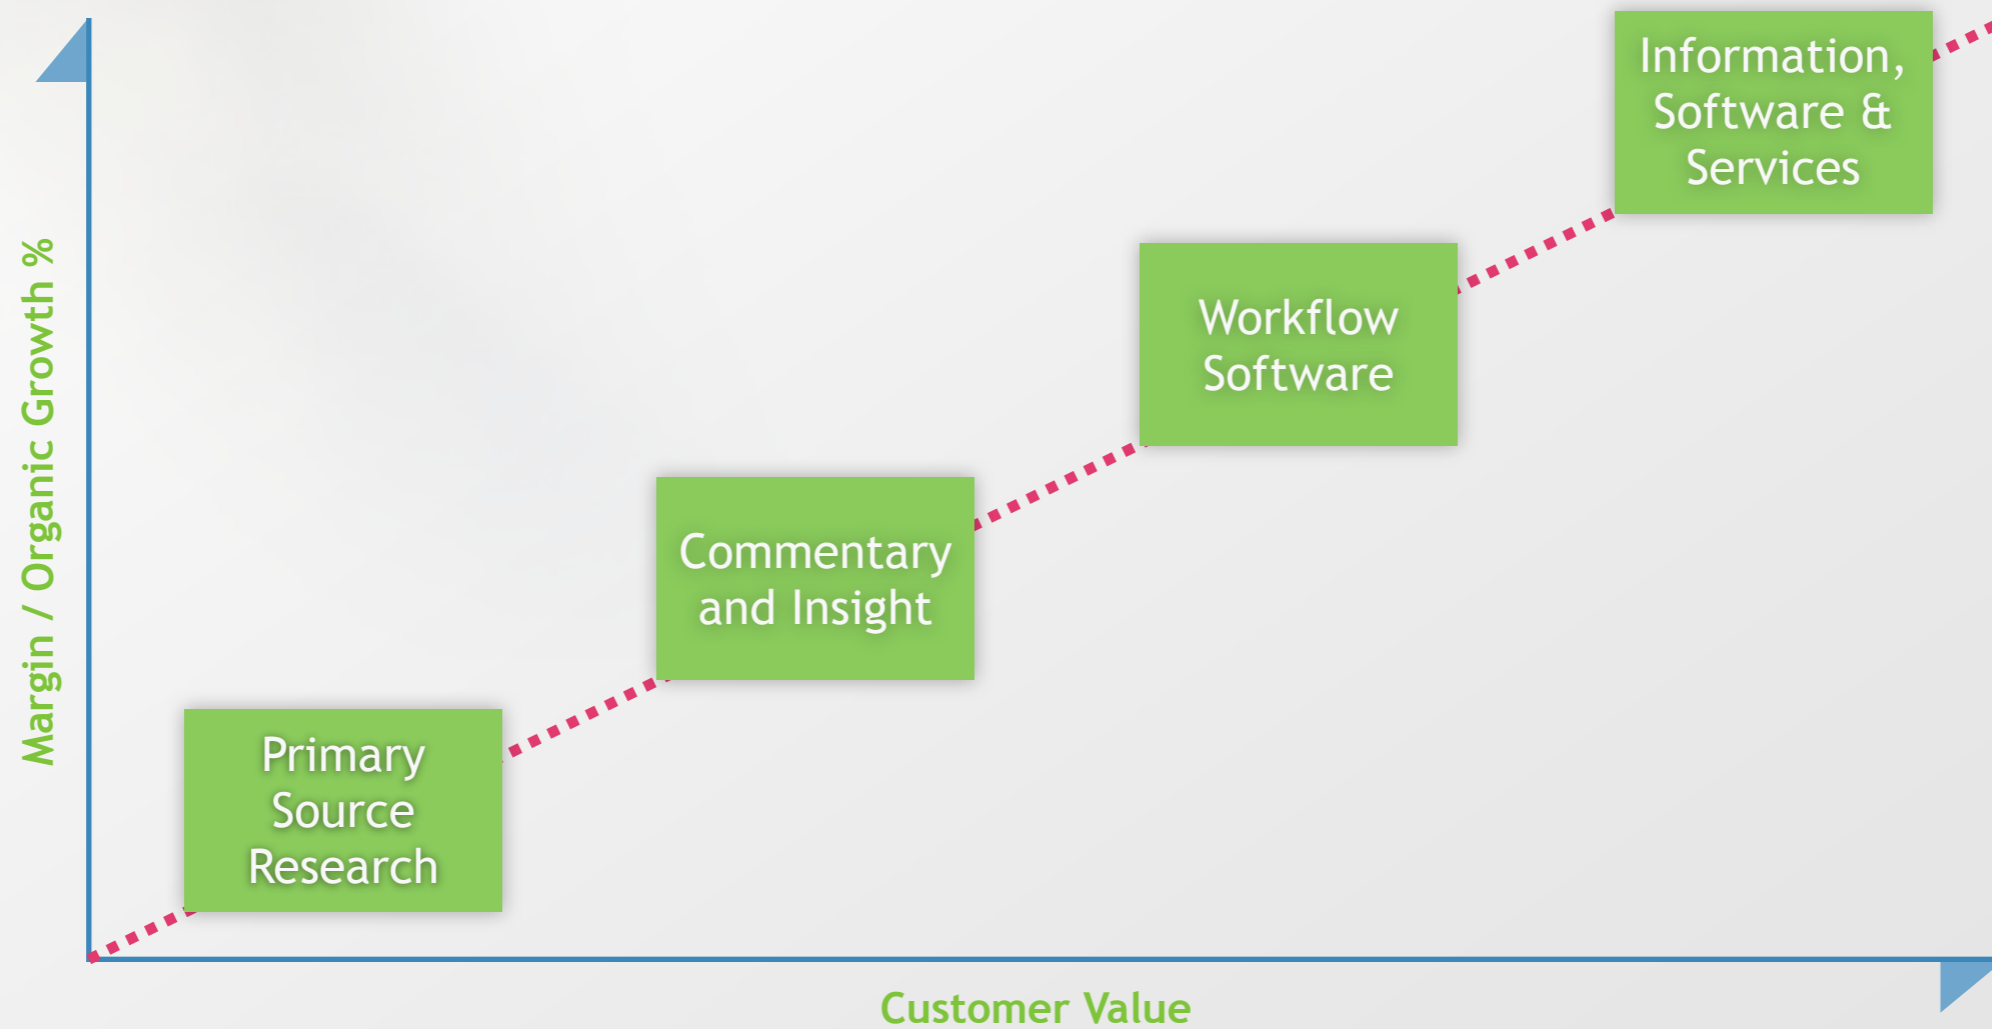 Information,
Software &
Services
Workflow
Software
Commentary
and Insight
Primary
Source
Research
Margin / Organic Growth %
Customer Value